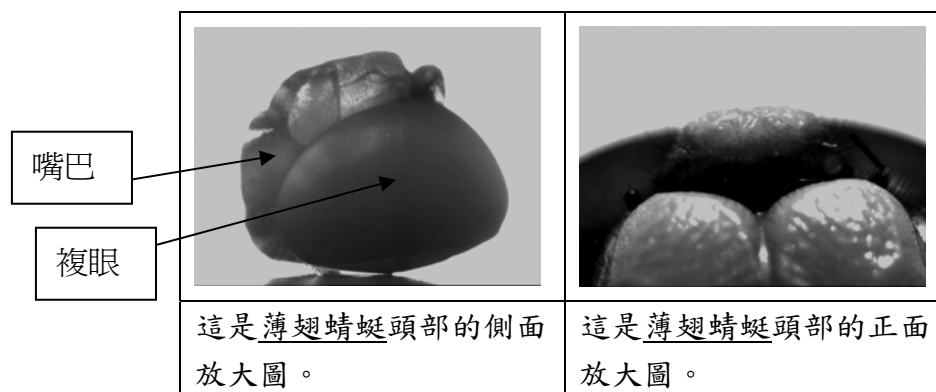 嘴巴
複眼
這是薄翅蜻蜓頭部的側面
放大圖。
這是薄翅蜻蜓頭部的正面
放大圖。